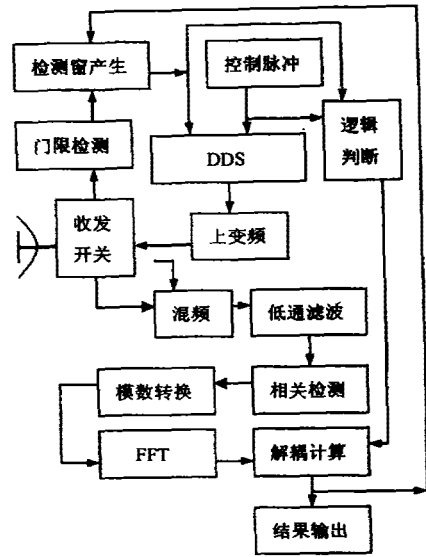 检测窗产生
控制脉冲
门限检测
DDS
逻辑
判断
收发
开关
上变频
混频
低通滤波
模数转换
相关检测
FFT
解耦计算
结果输出